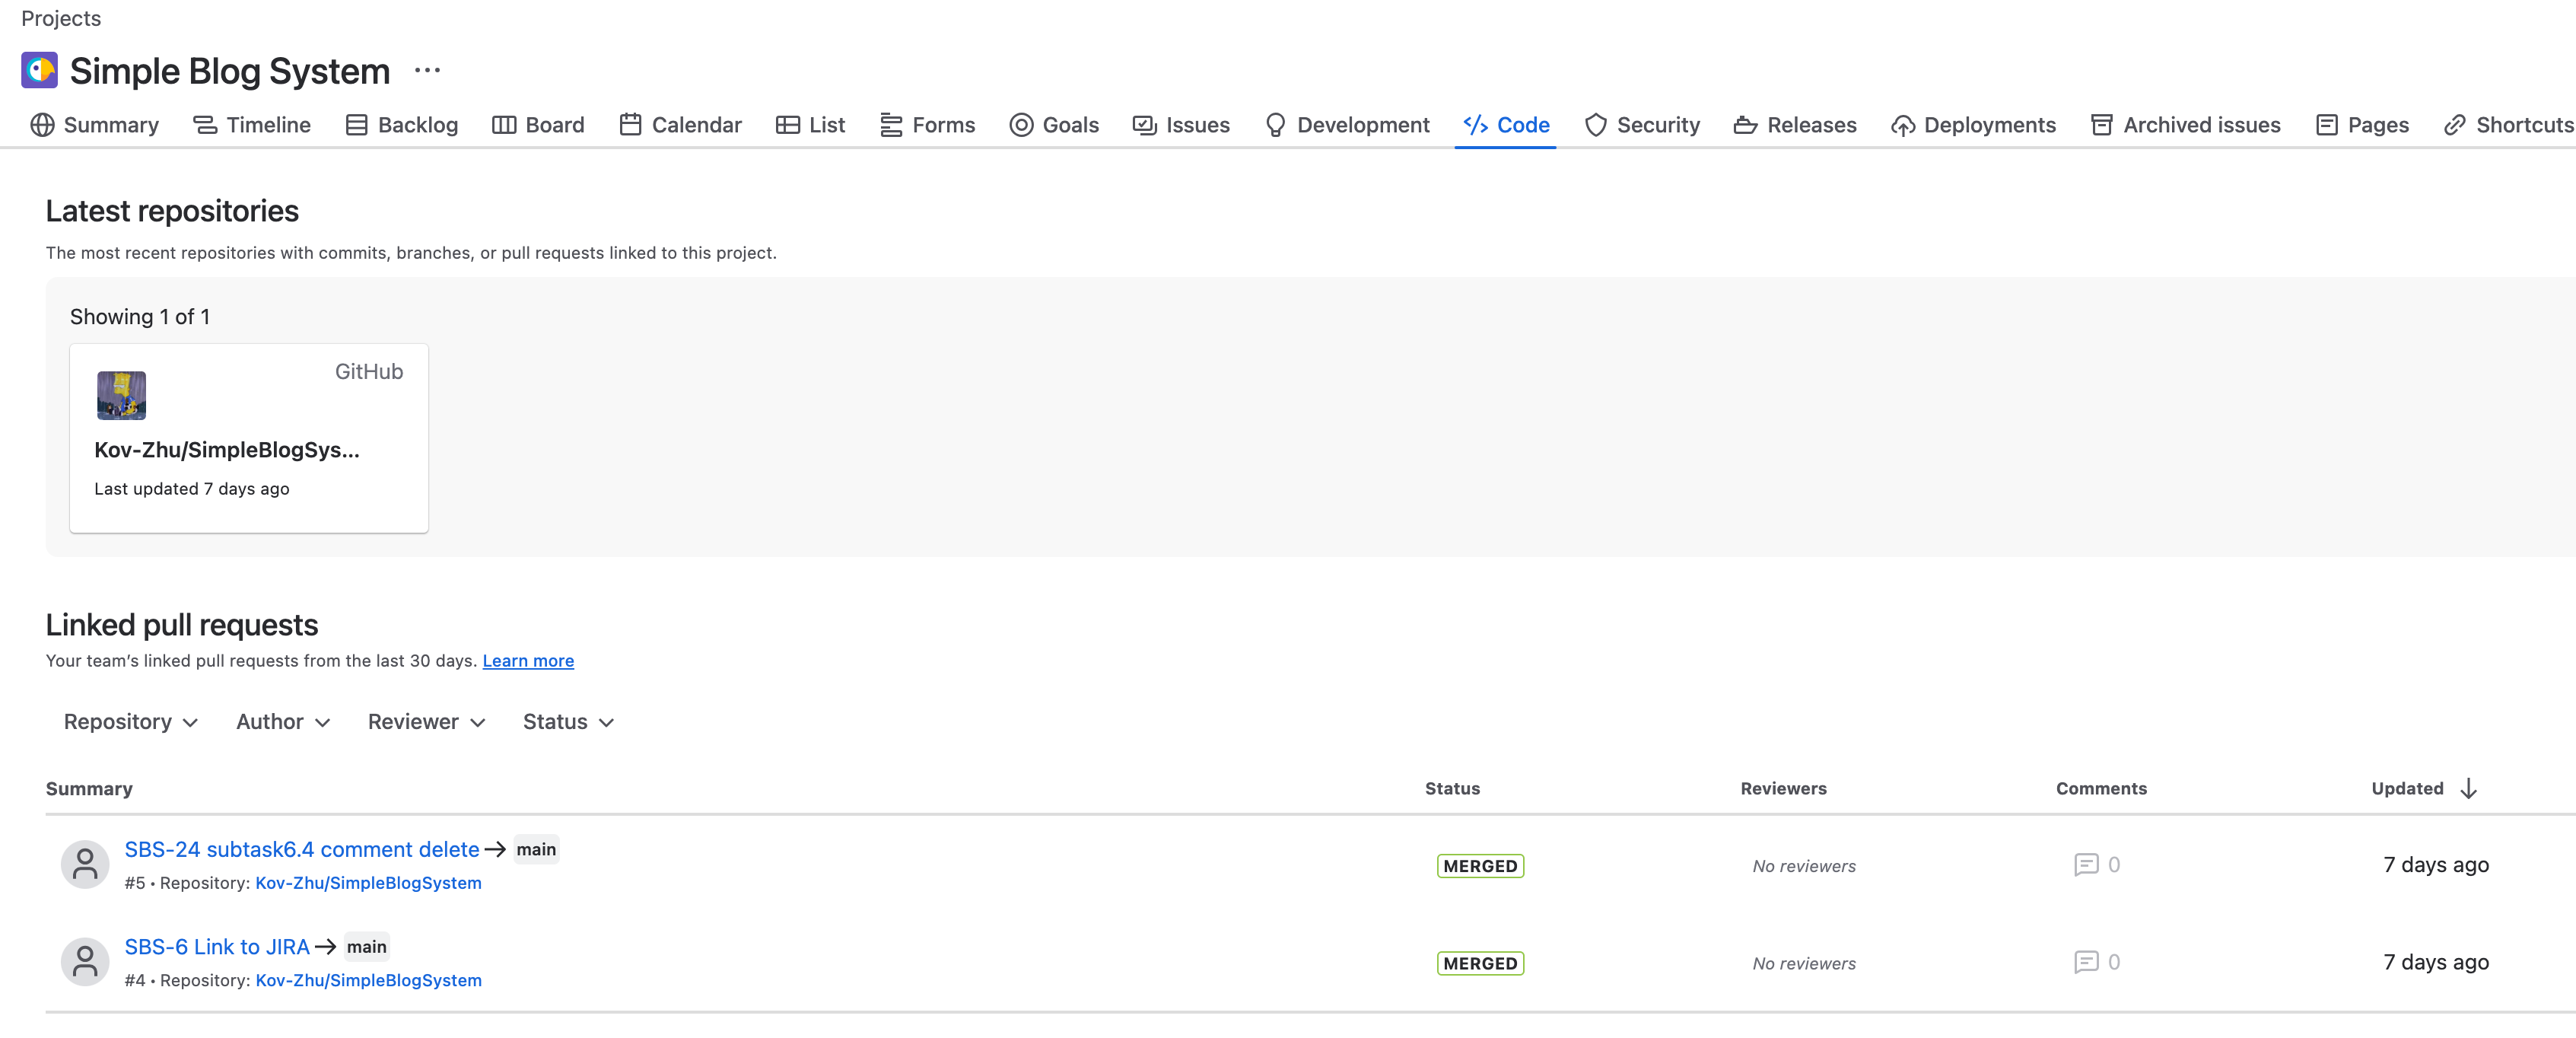 Projects
Simple Blog System ...
Summary Timeline Backlog Board Calendar List Forms Goals Issues Development Code Security Releases Deployments Archived issues Pages Shortcuts
Latest repositories
The most recent repositories with commits, branches, or pull requests linked to this project.
Showing 1 of 1
GitHub
Kov-Zhu/SimpleBlogSys...
Last updated 7 days ago
Linked pull requests
Your team’s linked pull requests from the last 30 days. Learn more
Repository Author Reviewer Status
Summary Status Reviewers Comments Updated ↓
SBS-24 subtask6.4 comment delete → main MERGED No reviewers 0 7 days ago
#5 • Repository: Kov-Zhu/SimpleBlogSystem
SBS-6 Link to JIRA → main MERGED No reviewers 0 7 days ago
#4 • Repository: Kov-Zhu/SimpleBlogSystem